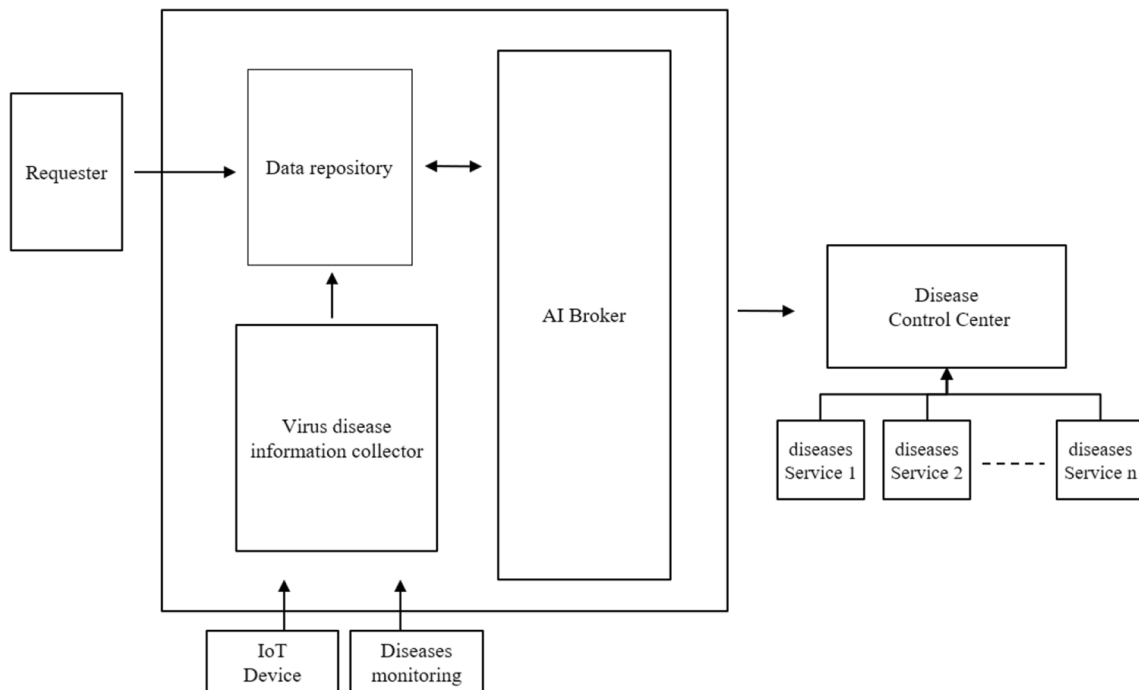 Requester
Data repository
AI Broker
Virus disease
information collector
IoT
Device
Diseases
monitoring
Disease
Control Center
diseases
Service 1
diseases
Service 2
diseases
Service n